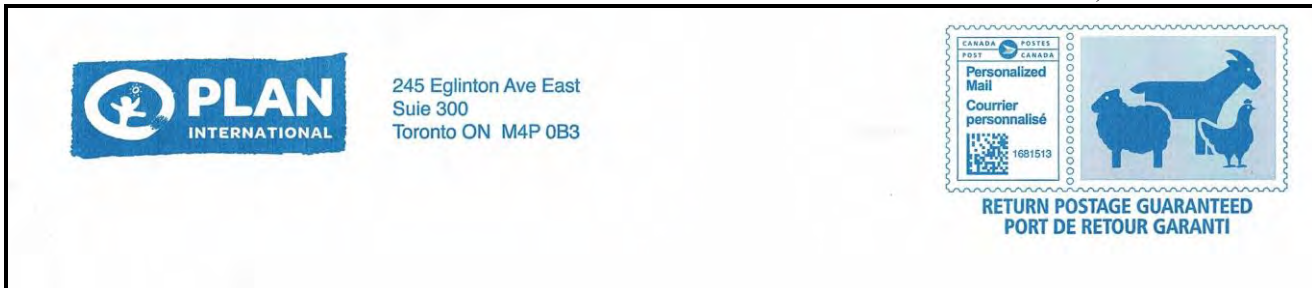 PLAN
INTERNATIONAL
245 Eglinton Ave East
Suie 300
Toronto ON M4P 0B3
CANADA POSTES
POST CANADA
Personalized
Mail
Courrier
personnalisé
1681513
RETURN POSTAGE GUARANTEED
PORT DE RETOUR GARANTI